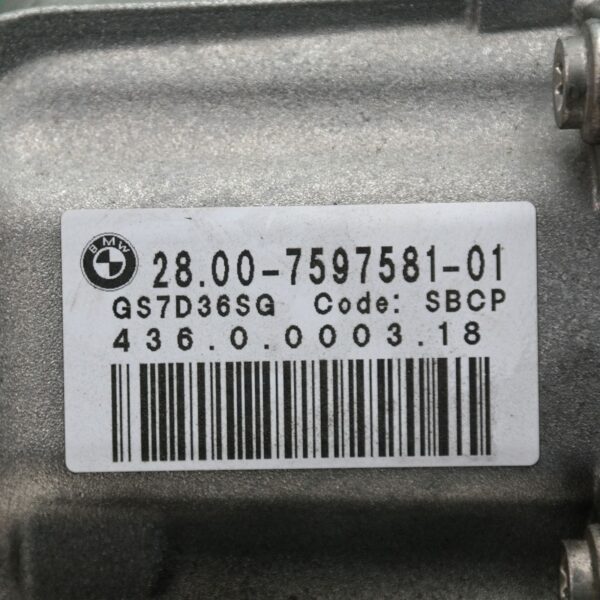 BMW
28.00-7597581-01
GS7D36SG Code: SBCP
436.0.0003.18